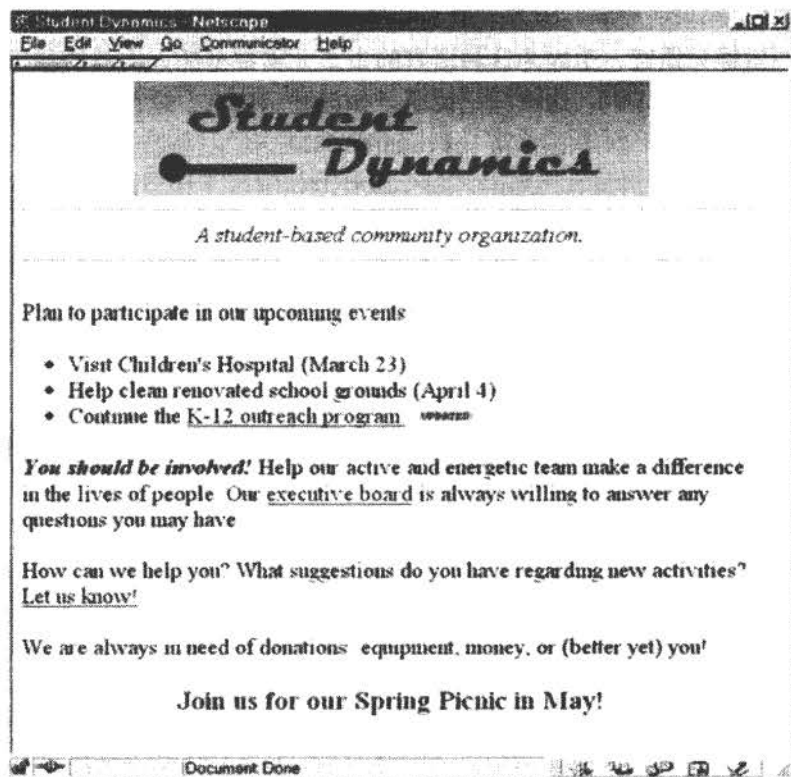 Student Dynamics - Netscape
File Edit View Go Communicator Help
Student
Dynamics
A student-based community organization.
Plan to participate in our upcoming events
• Visit Children's Hospital (March 23)
• Help clean renovated school grounds (April 4)
• Continue the K-12 outreach program UPDATED
You should be involved! Help our active and energetic team make a difference
in the lives of people Our executive board is always willing to answer any
questions you may have
How can we help you? What suggestions do you have regarding new activities?
Let us know!
We are always in need of donations equipment, money, or (better yet) you!
Join us for our Spring Picnic in May!
Document Done